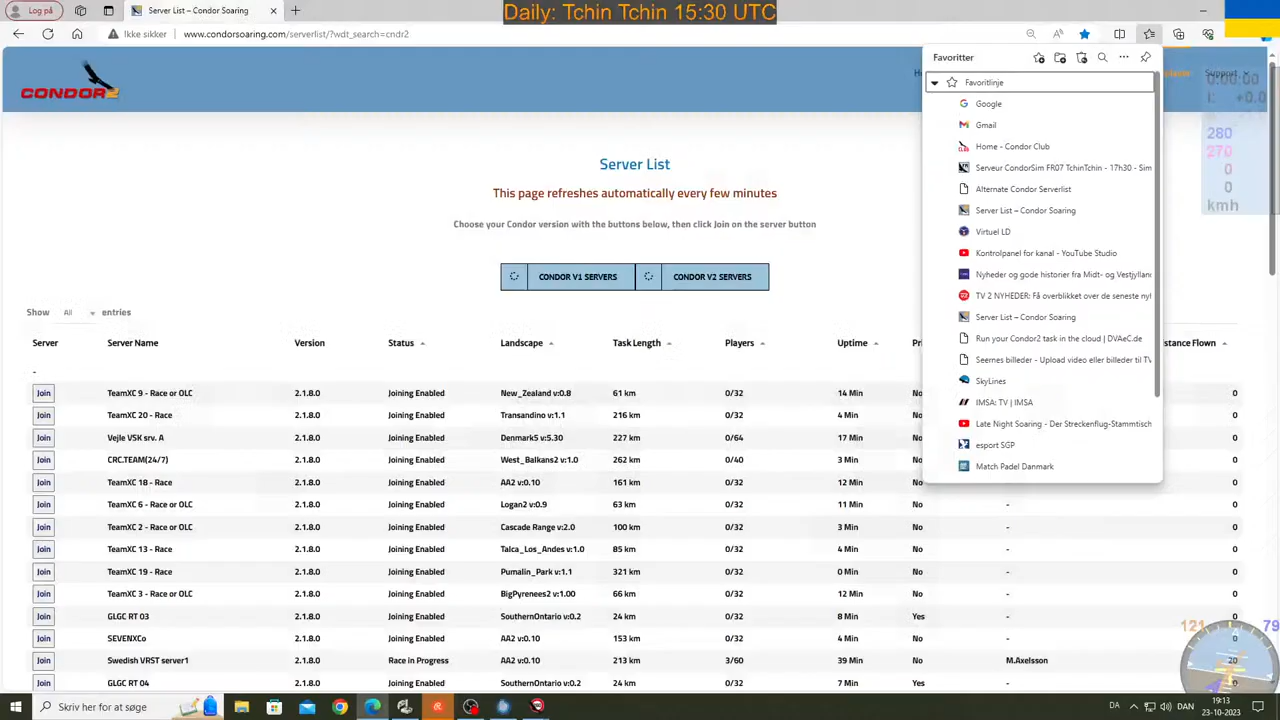 Daily: Tchin Tchin 15:30 UTC
Log på
Server List – Condor Soaring
Ikke sikker
www.condorsoaring.com/serverlist/?wdt_search=cndr2
CONDOR2
Support
Favoritter
Favoritlinje
Google
Gmail
Home - Condor Club
Serveur CondorSim FR07 TchinTchin - 17h30 - Sim
Alternate Condor Serverlist
Server List – Condor Soaring
Virtuel LD
Kontrolpanel for kanal - YouTube Studio
Nyheder og gode historier fra Midt- og Vestjylland
TV 2 NYHEDER: Få overblikket over de seneste nyh
Server List – Condor Soaring
Run your Condor2 task in the cloud | DVAeC.de
Seernes billeder - Upload video eller billeder til TV
SkyLines
IMSA: TV | IMSA
Late Night Soaring - Der Streckenflug-Stammtisch
esport SGP
Match Padel Danmark
0:00:00
L: +0.0
280
270
0
0
kmh
Server List
This page refreshes automatically every few minutes
Choose your Condor version with the buttons below, then click Join on the server button
CONDOR V1 SERVERS CONDOR V2 SERVERS
Show All entries
Server Server Name Version Status Landscape Task Length Players Uptime Pri stance Flown
-
Join TeamXC 9 - Race or OLC 2.1.8.0 Joining Enabled New_Zealand v:0.8 61 km 0/32 14 Min No 0
Join TeamXC 20 - Race 2.1.8.0 Joining Enabled Transandino v:1.1 216 km 0/32 4 Min No 0
Join Vejle VSK srv. A 2.1.8.0 Joining Enabled Denmark5 v:5.30 227 km 0/64 17 Min No 0
Join CRC.TEAM(24/7) 2.1.8.0 Joining Enabled West_Balkans2 v:1.0 262 km 0/40 3 Min No 0
Join TeamXC 18 - Race 2.1.8.0 Joining Enabled AA2 v:0.10 161 km 0/32 12 Min No 0
Join TeamXC 6 - Race or OLC 2.1.8.0 Joining Enabled Logan2 v:0.9 63 km 0/32 11 Min No - 0
Join TeamXC 2 - Race or OLC 2.1.8.0 Joining Enabled Cascade Range v:2.0 100 km 0/32 3 Min No - 0
Join TeamXC 13 - Race 2.1.8.0 Joining Enabled Talca_Los_Andes v:1.0 85 km 0/32 4 Min No - 0
Join TeamXC 19 - Race 2.1.8.0 Joining Enabled Pumalin_Park v:1.1 321 km 0/32 0 Min No - 0
Join TeamXC 3 - Race or OLC 2.1.8.0 Joining Enabled BigPyrenees2 v:1.00 66 km 0/32 12 Min No - 0
Join GLGC RT 03 2.1.8.0 Joining Enabled SouthernOntario v:0.2 24 km 0/32 8 Min Yes - 0
Join SEVENXCo 2.1.8.0 Joining Enabled AA2 v:0.10 153 km 0/32 4 Min No - 0
Join Swedish VRST server1 2.1.8.0 Race in Progress AA2 v:0.10 213 km 3/60 39 Min No M.Axelsson 20
Join GLGC RT 04 2.1.8.0 Joining Enabled SouthernOntario v:0.2 24 km 0/32 7 Min Yes - 0
121 79
Skriv her for at søge
DA
DAN
19:13
23-10-2023